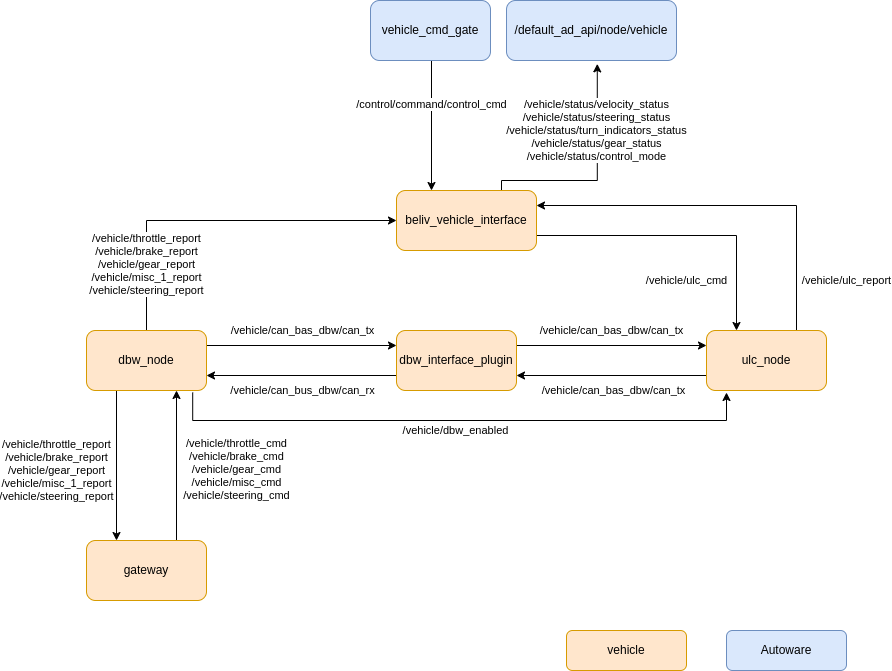 vehicle_cmd_gate
/default_ad_api/node/vehicle
/control/command/control_cmd
/vehicle/status/velocity_status
/vehicle/status/steering_status
/vehicle/status/turn_indicators_status
/vehicle/status/gear_status
/vehicle/status/control_mode
beliv_vehicle_interface
/vehicle/throttle_report
/vehicle/brake_report
/vehicle/gear_report
/vehicle/misc_1_report
/vehicle/steering_report
/vehicle/ulc_cmd
/vehicle/ulc_report
dbw_node
/vehicle/can_bas_dbw/can_tx
/vehicle/can_bus_dbw/can_rx
dbw_interface_plugin
/vehicle/can_bas_dbw/can_tx
/vehicle/can_bas_dbw/can_tx
ulc_node
/vehicle/dbw_enabled
/vehicle/throttle_report
/vehicle/brake_report
/vehicle/gear_report
/vehicle/misc_1_report
/vehicle/steering_report
/vehicle/throttle_cmd
/vehicle/brake_cmd
/vehicle/gear_cmd
/vehicle/misc_cmd
/vehicle/steering_cmd
gateway
vehicle
Autoware